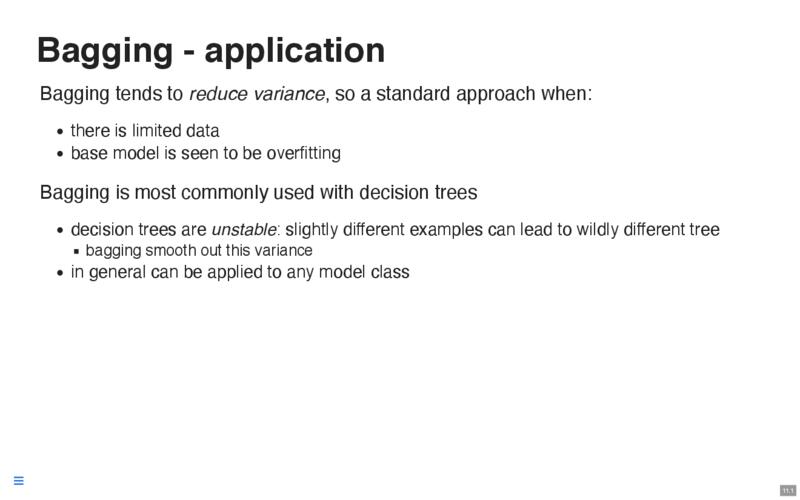 Bagging - application
Bagging tends to reduce variance, so a standard approach when:
there is limited data
base model is seen to be overfitting
Bagging is most commonly used with decision trees
decision trees are unstable: slightly different examples can lead to wildly different tree
bagging smooth out this variance
in general can be applied to any model class
11.1